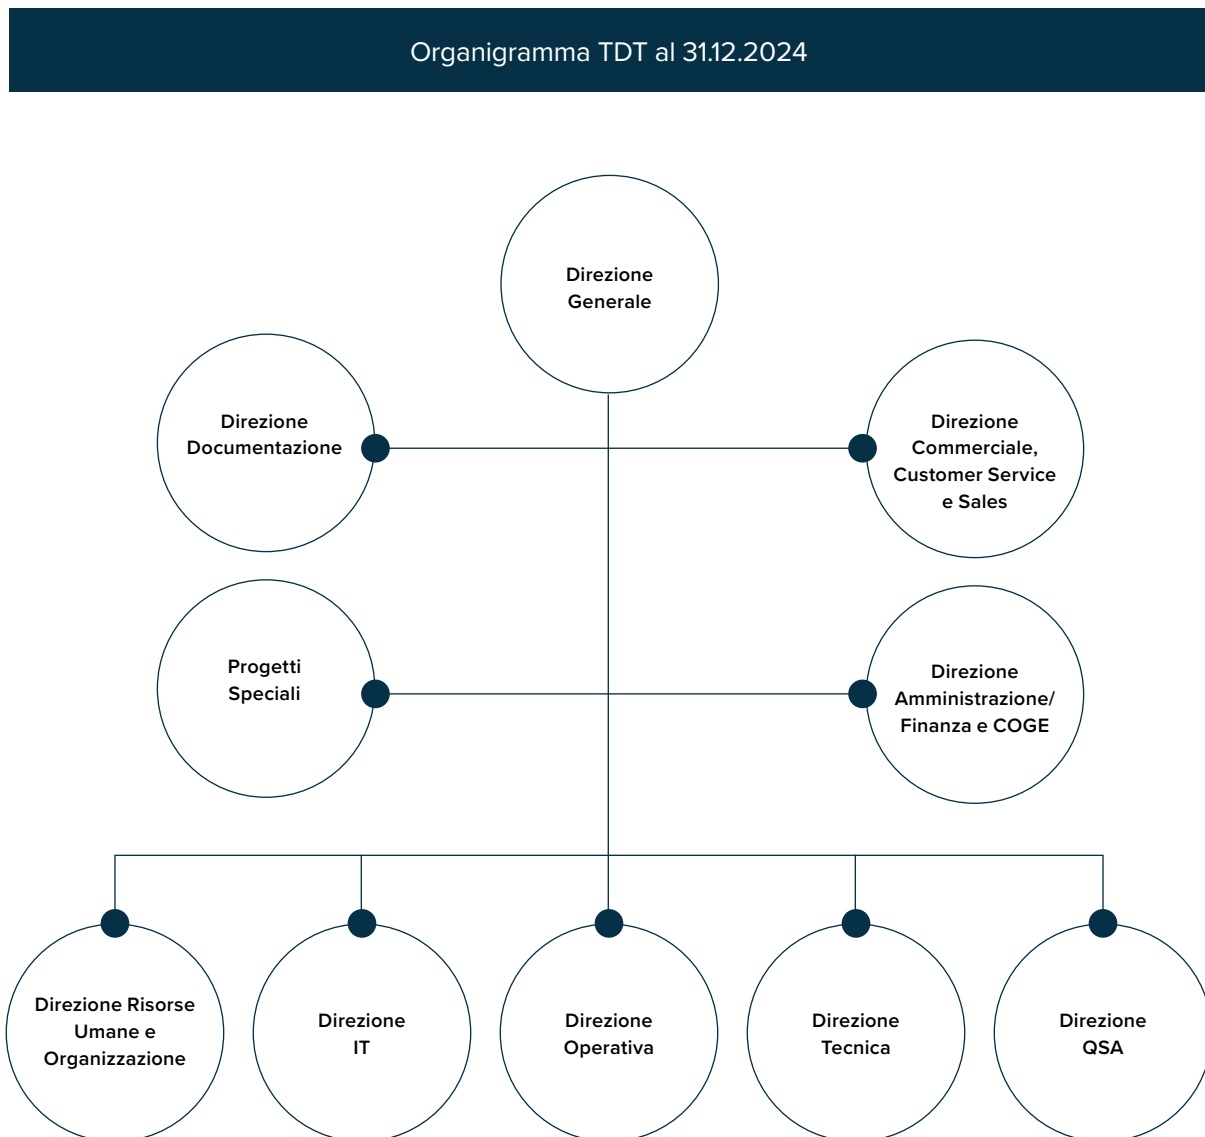 Organigramma TDT al 31.12.2024
Direzione
Generale
Direzione
Documentazione
Direzione
Commerciale,
Customer Service
e Sales
Progetti
Speciali
Direzione
Amministrazione/
Finanza e COGE
Direzione Risorse
Umane e
Organizzazione
Direzione
IT
Direzione
Operativa
Direzione
Tecnica
Direzione
QSA